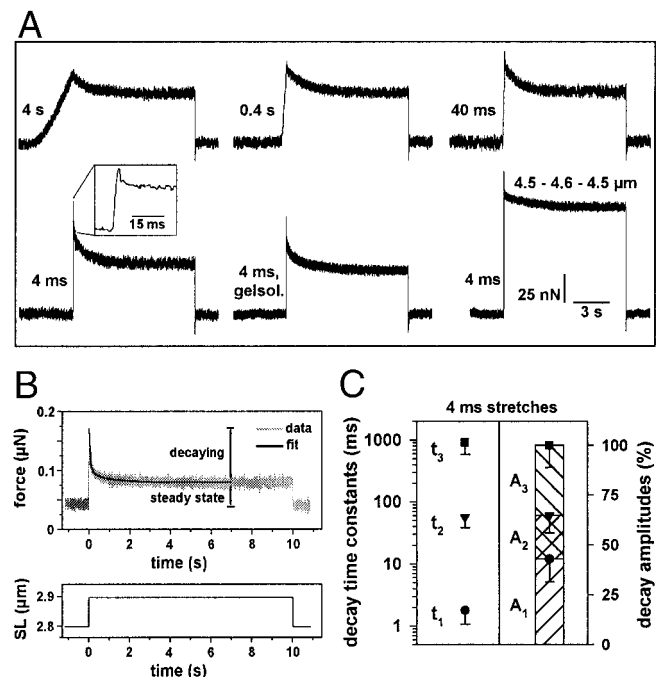 A
4 s
0.4 s
40 ms
15 ms
4.5 - 4.6 - 4.5 µm
4 ms
4 ms,
gelsol.
4 ms
25 nN
3 s
B
0.2
0.1
0
force (µN)
data
fit
decaying
steady state
0 2 4 6 8 10
time (s)
2.9
2.8
SL (µm)
0 2 4 6 8 10
time (s)
C
4 ms stretches
decay time constants (ms)
1000
100
10
1
t3
t2
t1
A3
A2
A1
100
80
60
40
20
0
decay amplitudes (%)